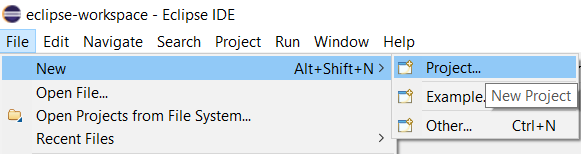 eclipse-workspace - Eclipse IDE
File Edit Navigate Search Project Run Window Help
New Alt+Shift+N > Project...
Open File... Example. New Project
Open Projects from File System... Other... Ctrl+N
Recent Files >